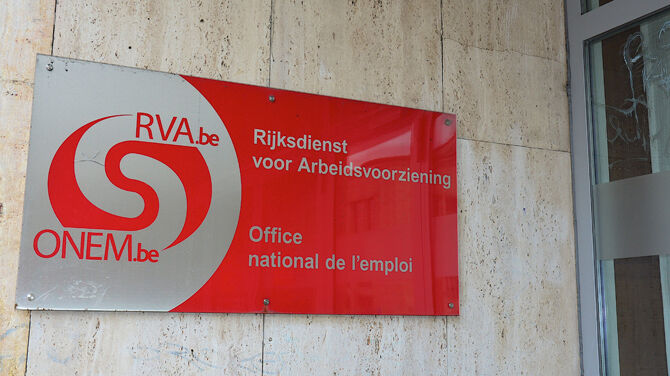 RVA.be
ONEM.be
Rijksdienst
voor Arbeidsvoorziening
Office
national de l'emploi